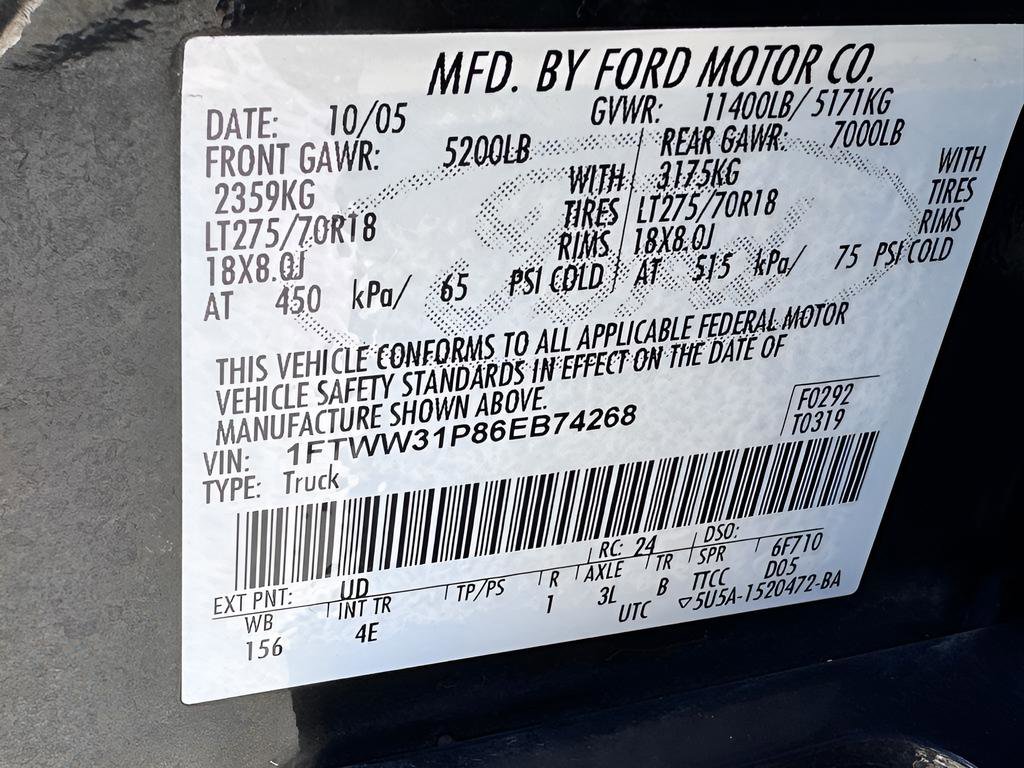 MFD. BY FORD MOTOR CO.
DATE: 10/05 GVWR: 11400LB/ 5171KG
FRONT GAWR: 5200LB REAR GAWR: 7000LB
2359KG WITH 3175KG WITH
LT275/70R18 TIRES LT275/70R18 TIRES
18X8.0J RIMS 18X8.0J RIMS
AT 450 kPa/ 65 PSI COLD AT 515 kPa/ 75 PSI COLD
THIS VEHICLE CONFORMS TO ALL APPLICABLE FEDERAL MOTOR
VEHICLE SAFETY STANDARDS IN EFFECT ON THE DATE OF
MANUFACTURE SHOWN ABOVE.
F0292
VIN: 1FTWW31P86EB74268 T0319
TYPE: Truck
EXT PNT: UD RC: 24 DSO:
WB INT TR TP/PS R AXLE TR SPR 6F710
156 4E 1 3L B TTCC D05
UTC ▽5U5A-1520472-BA